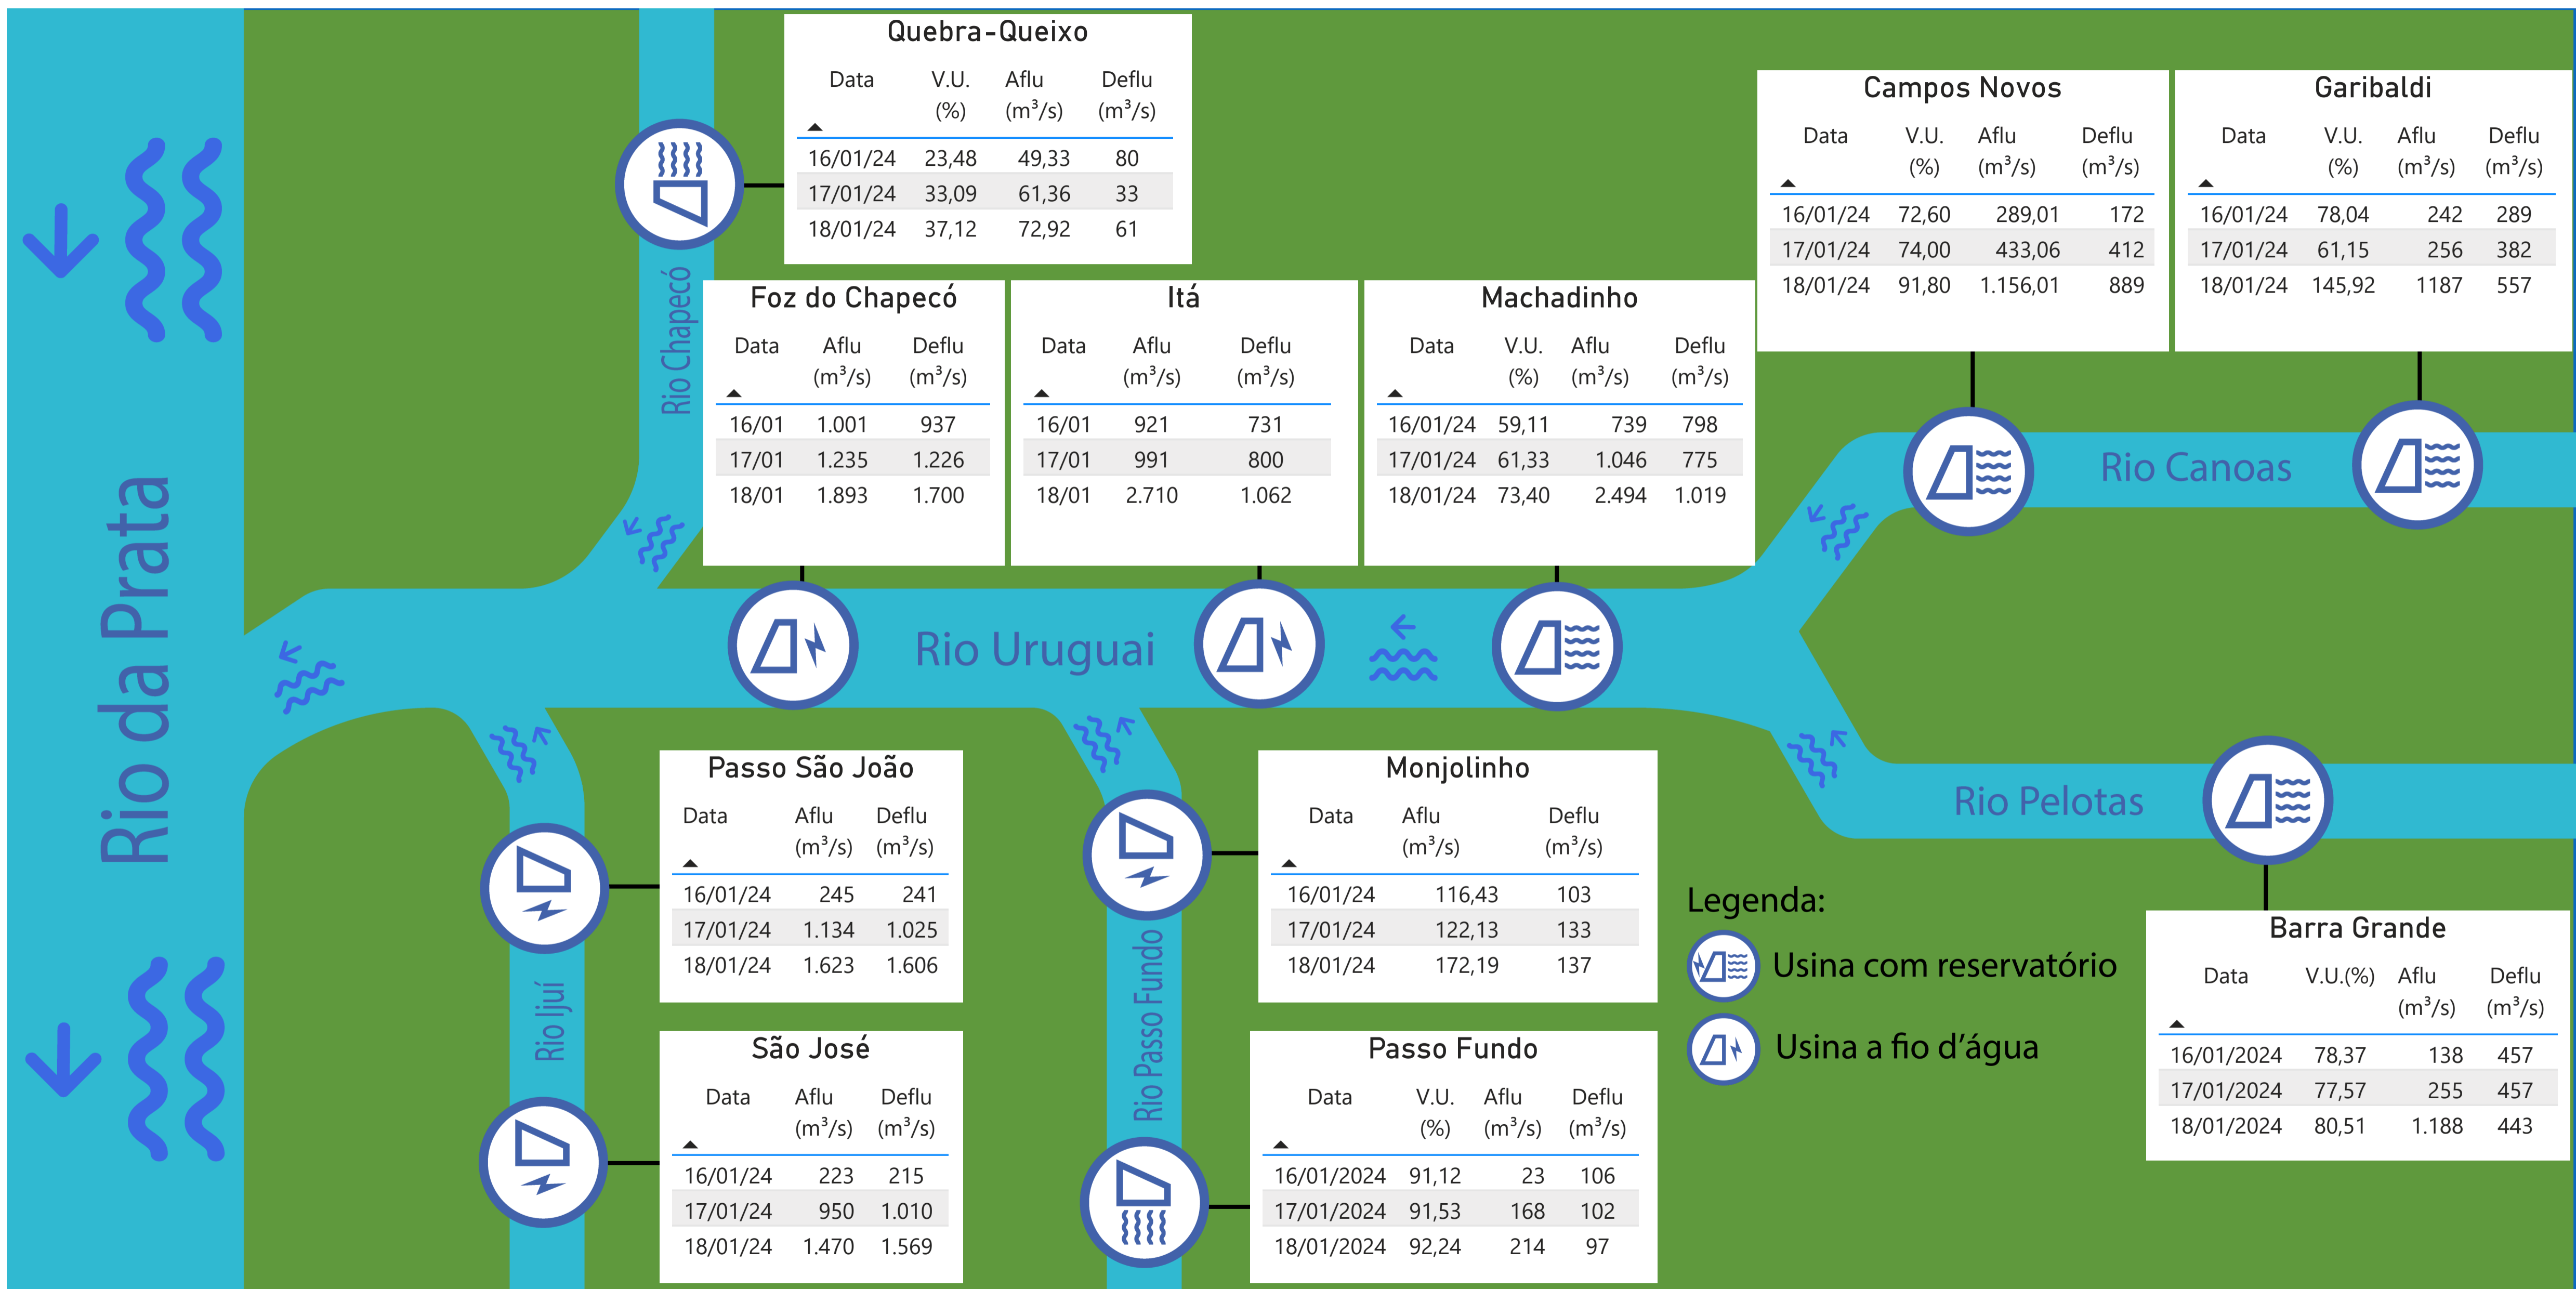 Quebra-Queixo
Data V.U. Aflu Deflu
(%) (m³/s) (m³/s)
16/01/24 23,48 49,33 80
17/01/24 33,09 61,36 33
18/01/24 37,12 72,92 61
Campos Novos
Data V.U. Aflu Deflu
(%) (m³/s) (m³/s)
16/01/24 72,60 289,01 172
17/01/24 74,00 433,06 412
18/01/24 91,80 1.156,01 889
Garibaldi
Data V.U. Aflu Deflu
(%) (m³/s) (m³/s)
16/01/24 78,04 242 289
17/01/24 61,15 256 382
18/01/24 145,92 1187 557
Rio Chapecó
Foz do Chapecó
Data Aflu Deflu
(m³/s) (m³/s)
16/01 1.001 937
17/01 1.235 1.226
18/01 1.893 1.700
Itá
Data Aflu Deflu
(m³/s) (m³/s)
16/01 921 731
17/01 991 800
18/01 2.710 1.062
Machadinho
Data V.U. Aflu Deflu
(%) (m³/s) (m³/s)
16/01/24 59,11 739 798
17/01/24 61,33 1.046 775
18/01/24 73,40 2.494 1.019
Rio Canoas
Rio da Prata
Rio Uruguai
Rio Pelotas
Passo São João
Data Aflu Deflu
(m³/s) (m³/s)
16/01/24 245 241
17/01/24 1.134 1.025
18/01/24 1.623 1.606
Monjolinho
Data Aflu Deflu
(m³/s) (m³/s)
16/01/24 116,43 103
17/01/24 122,13 133
18/01/24 172,19 137
Legenda:
Usina com reservatório
Usina a fio d’água
Barra Grande
Data V.U.(%) Aflu Deflu
(m³/s) (m³/s)
16/01/2024 78,37 138 457
17/01/2024 77,57 255 457
18/01/2024 80,51 1.188 443
Rio Ijuí
Rio Passo Fundo
São José
Data Aflu Deflu
(m³/s) (m³/s)
16/01/24 223 215
17/01/24 950 1.010
18/01/24 1.470 1.569
Passo Fundo
Data V.U. Aflu Deflu
(%) (m³/s) (m³/s)
16/01/2024 91,12 23 106
17/01/2024 91,53 168 102
18/01/2024 92,24 214 97